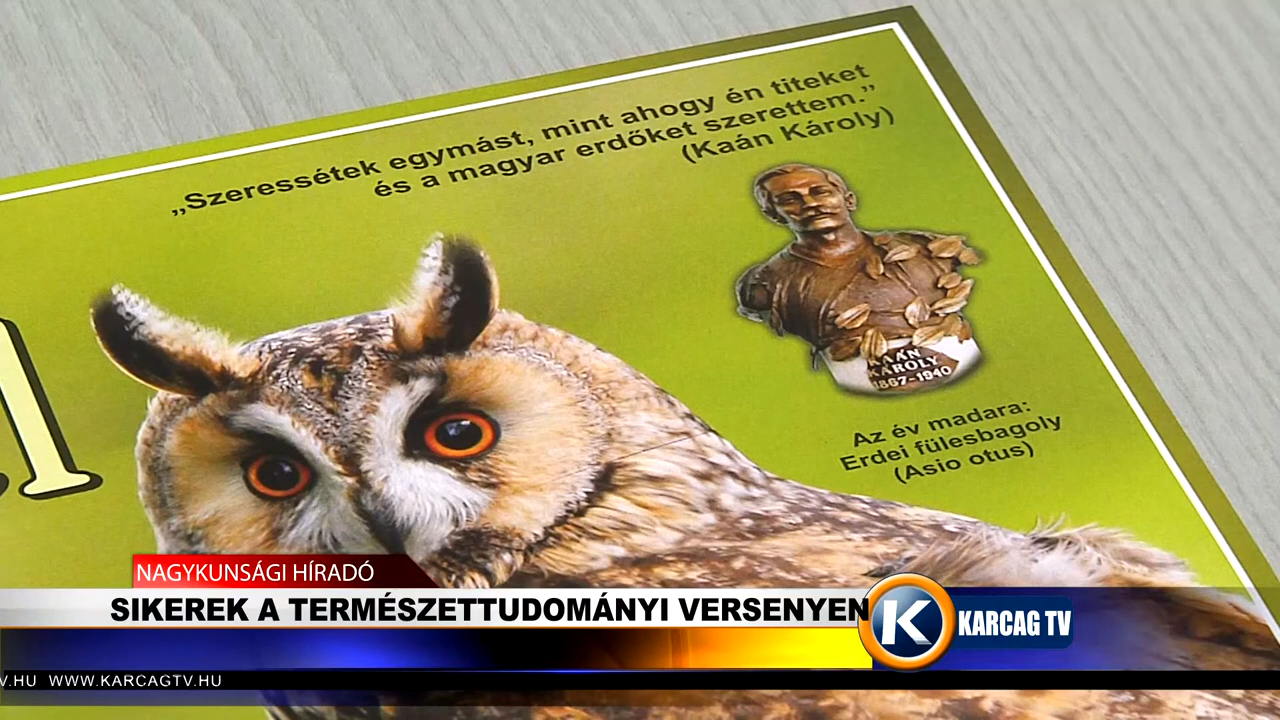 „Szeressétek egymást, mint ahogy én titeket
és a magyar erdőket szerettem.”
(Kaán Károly)
KAÁN
KÁROLY
1867-1940
Az év madara:
Erdei fülesbagoly
(Asio otus)
NAGYKUNSÁGI HÍRADÓ
SIKEREK A TERMÉSZETTUDOMÁNYI VERSENYEN
K KARCAG TV
V.HU WWW.KARCAGTV.HU